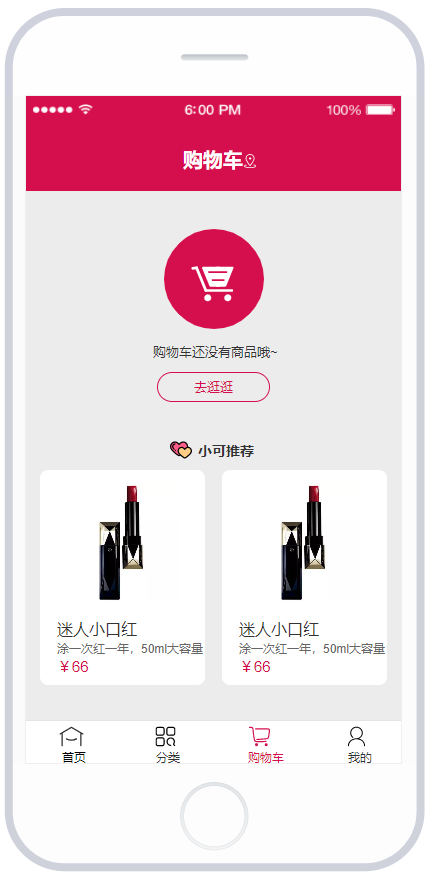 6:00 PM 100%
购物车
购物车还没有商品哦~
去逛逛
小可推荐
迷人小口红 迷人小口红
涂一次红一年，50ml大容量 涂一次红一年，50ml大容量
￥66 ￥66
首页 分类 购物车 我的